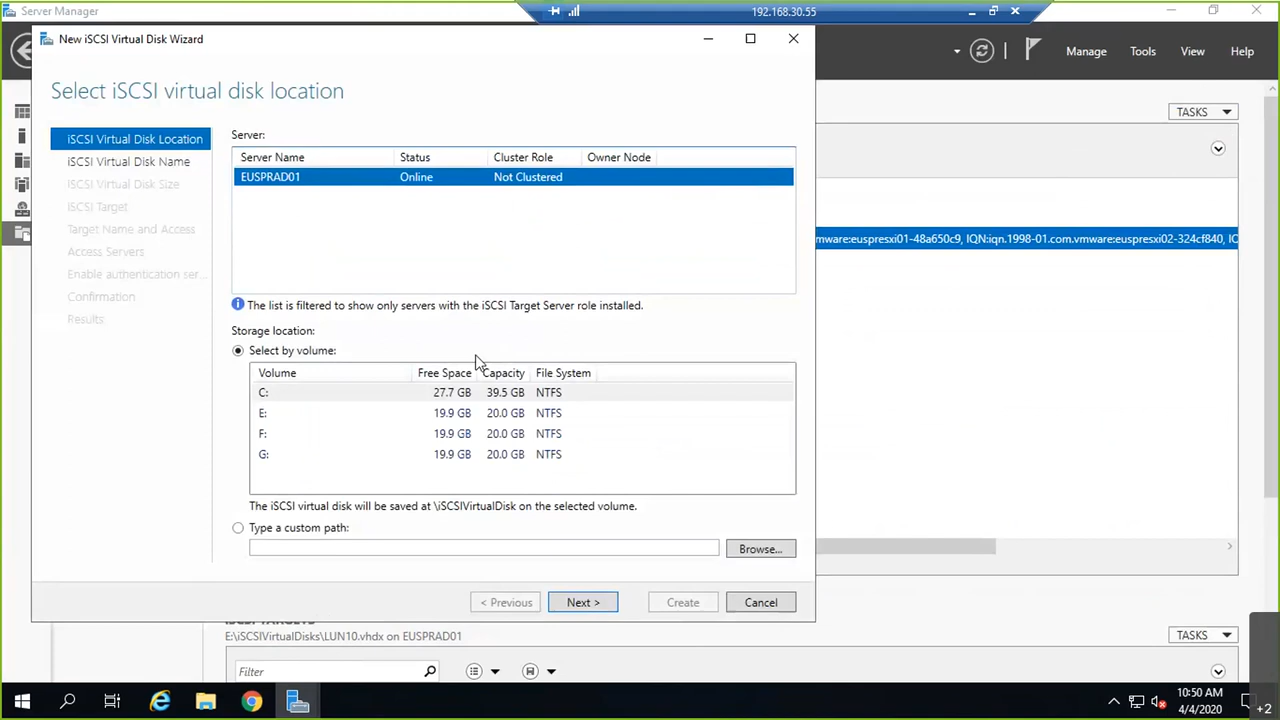 Server Manager
192.168.30.55
New iSCSI Virtual Disk Wizard
Manage Tools View Help
Select iSCSI virtual disk location
TASKS
iSCSI Virtual Disk Location
iSCSI Virtual Disk Name
iSCSI Virtual Disk Size
iSCSI Target
Target Name and Access
Access Servers
Enable authentication ser...
Confirmation
Results
Server:
Server Name Status Cluster Role Owner Node
EUSPRAD01 Online Not Clustered
mware:euspresxi01-48a650c9, IQN:iqn.1998-01.com.vmware:euspresxi02-324cf840, IC
The list is filtered to show only servers with the iSCSI Target Server role installed.
Storage location:
Select by volume:
Volume Free Space Capacity File System
C: 27.7 GB 39.5 GB NTFS
E: 19.9 GB 20.0 GB NTFS
F: 19.9 GB 20.0 GB NTFS
G: 19.9 GB 20.0 GB NTFS
The iSCSI virtual disk will be saved at \iSCSIVirtualDisk on the selected volume.
Type a custom path:
Browse...
< Previous Next > Create Cancel
iSCSI TARGETS
E:\iSCSIVirtualDisks\LUN10.vhdx on EUSPRAD01
TASKS
Filter
10:50 AM
4/4/2020
+2